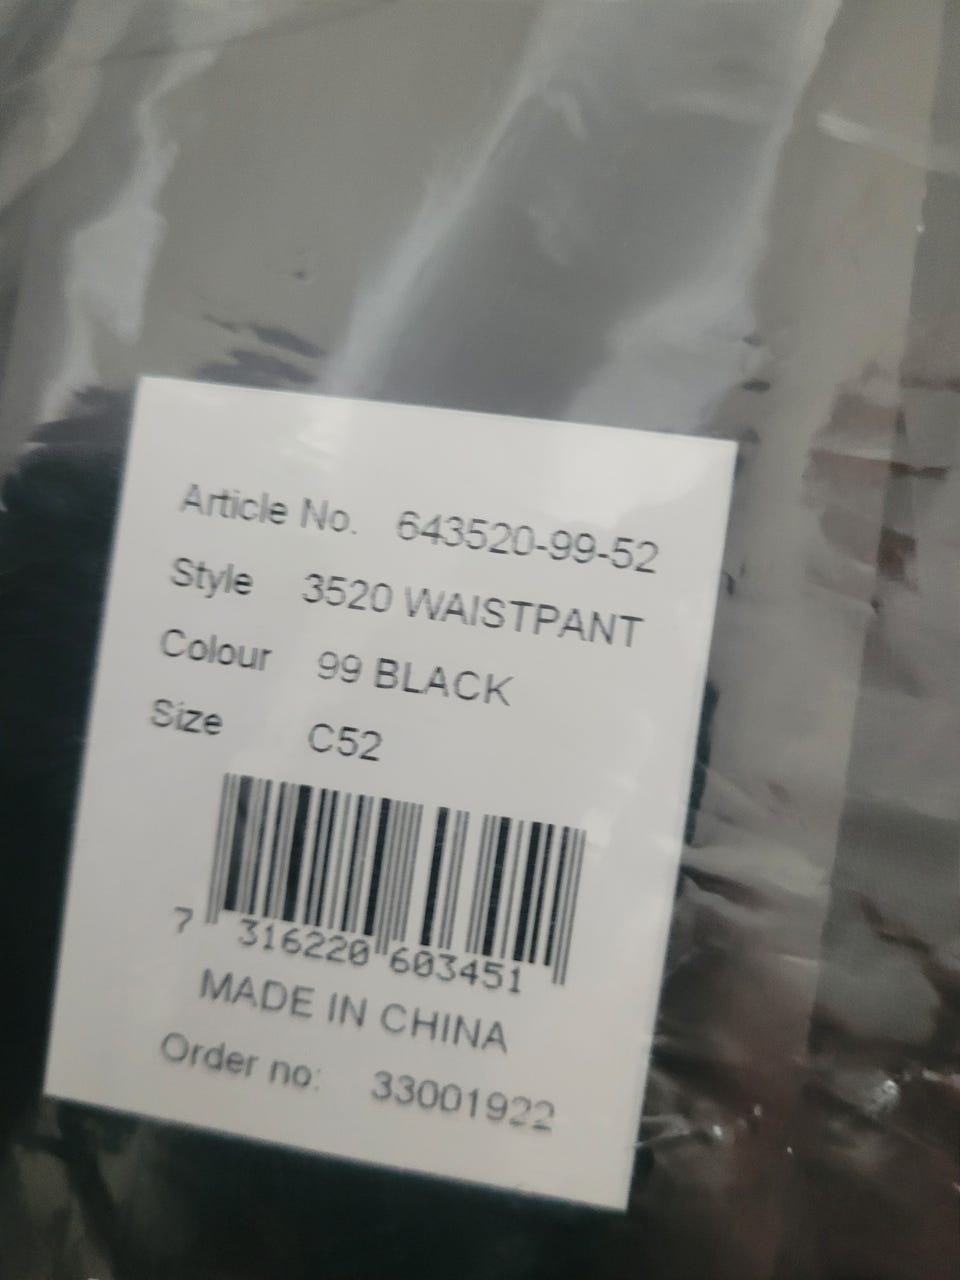 Article No. 643520-99-52
Style 3520 WAISTPANT
Colour 99 BLACK
Size C52
7 316220 603451
MADE IN CHINA
Order no: 33001922